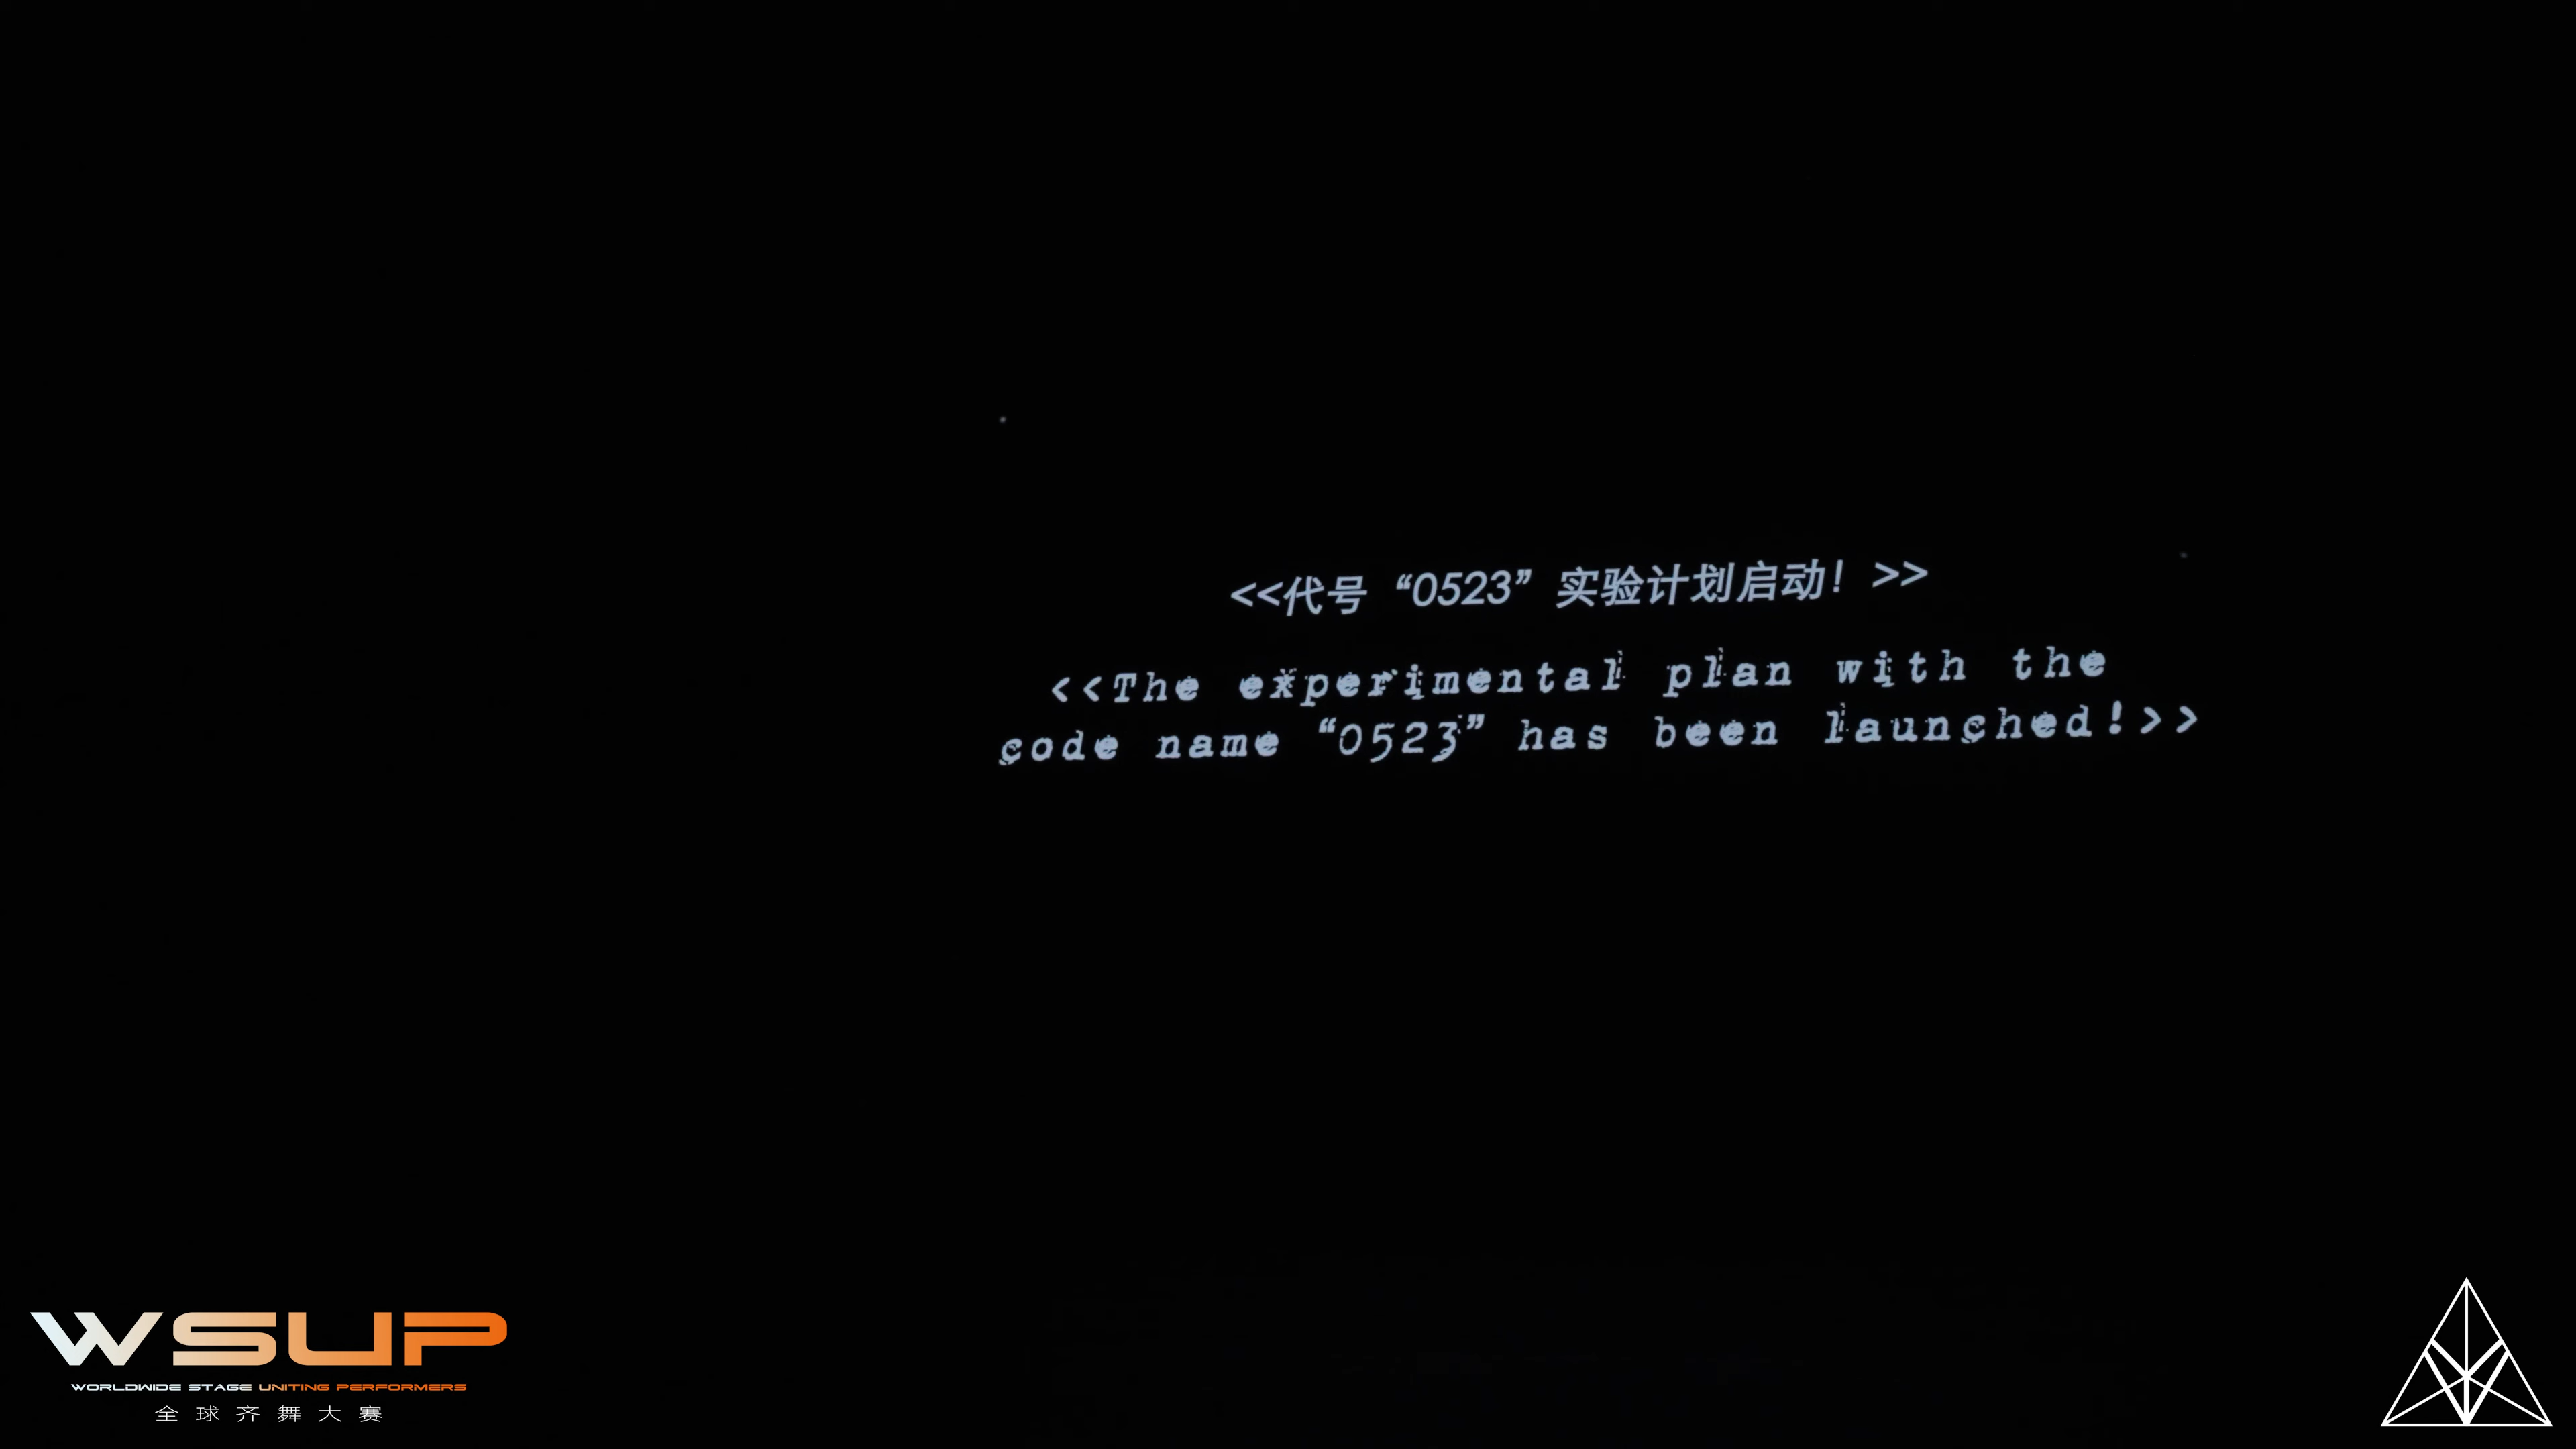 <<代号“0523”实验计划启动！>>
<<The experimental plan with the
code name “0523” has been launched!>>
WSUP
WORLDWIDE STAGE UNITING PERFORMERS
全球齐舞大赛